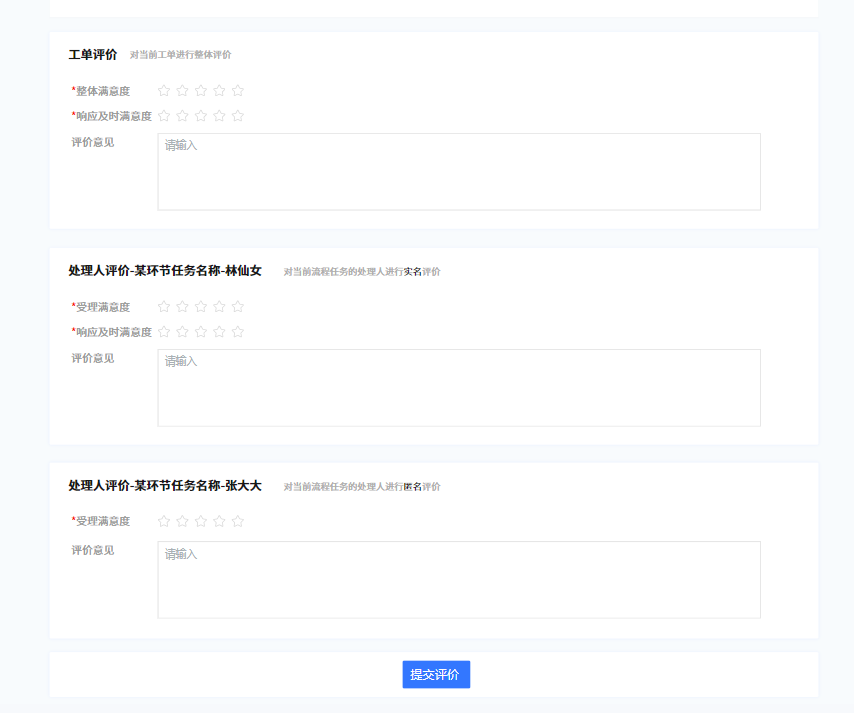 工单评价 对当前工单进行整体评价
*整体满意度
*响应及时满意度
评价意见 请输入
处理人评价-某环节任务名称-林仙女 对当前流程任务的处理人进行实名评价
*受理满意度
*响应及时满意度
评价意见 请输入
处理人评价-某环节任务名称-张大大 对当前流程任务的处理人进行匿名评价
*受理满意度
评价意见 请输入
提交评价